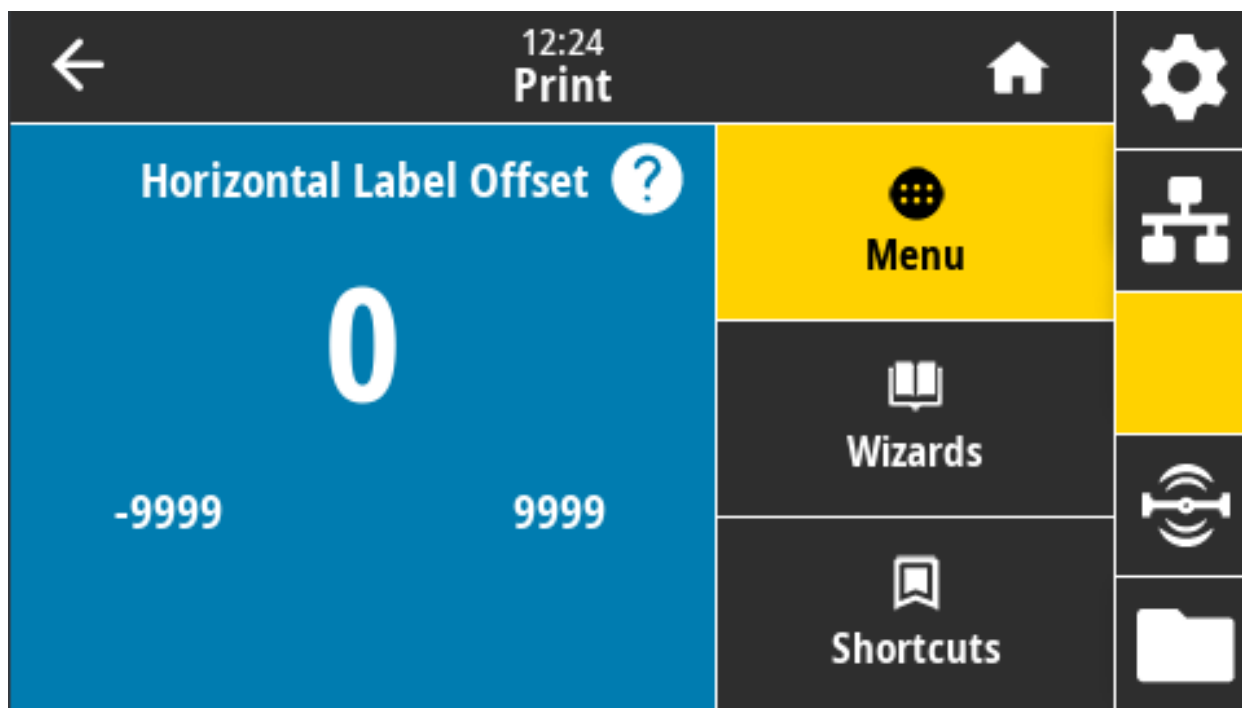 12:24
Print
Horizontal Label Offset ?
0
-9999 9999
Menu
Wizards
Shortcuts